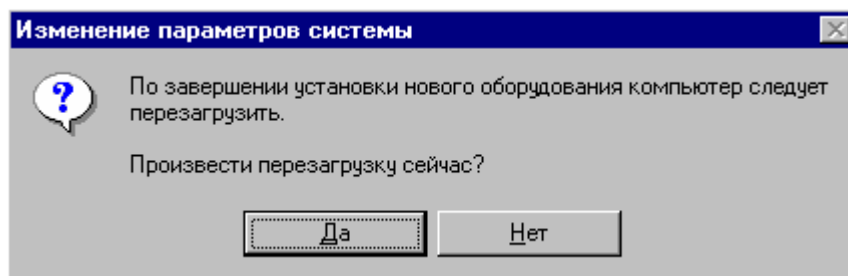 Изменение параметров системы
По завершении установки нового оборудования компьютер следует
перезагрузить.
Произвести перезагрузку сейчас?
Да
Нет